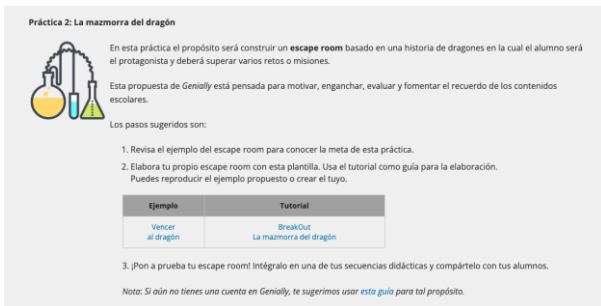 Práctica 2: La mazmorra del dragón
En esta práctica el propósito será construir un escape room basado en una historia de dragones en la cual el alumno será
el protagonista y deberá superar varios retos o misiones.
Esta propuesta de Genially está pensada para motivar, enganchar, evaluar y fomentar el recuerdo de los contenidos
escolares.
Los pasos sugeridos son:
1. Revisa el ejemplo del escape room para conocer la meta de esta práctica.
2. Elabora tu propio escape room con esta plantilla. Usa el tutorial como guía para la elaboración.
Puedes reproducir el ejemplo propuesto o crear el tuyo.
Ejemplo Tutorial
Vencer BreakOut
al dragón La mazmorra del dragón
3. ¡Pon a prueba tu escape room! Intégralo en una de tus secuencias didácticas y compártelo con tus alumnos.
Nota: Si aún no tienes una cuenta en Genially, te sugerimos usar esta guía para tal propósito.